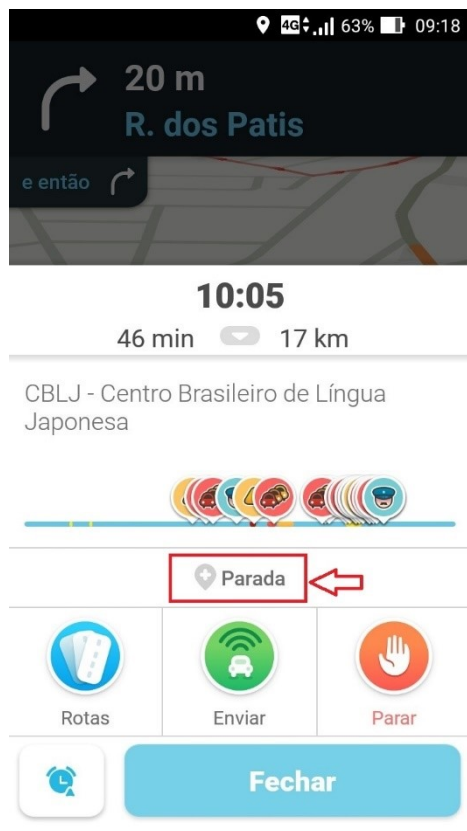 4G 63% 09:18
20 m
R. dos Patis
e então
10:05
46 min 17 km
CBLJ - Centro Brasileiro de Língua
Japonesa
Parada
Rotas Enviar Parar
Fechar